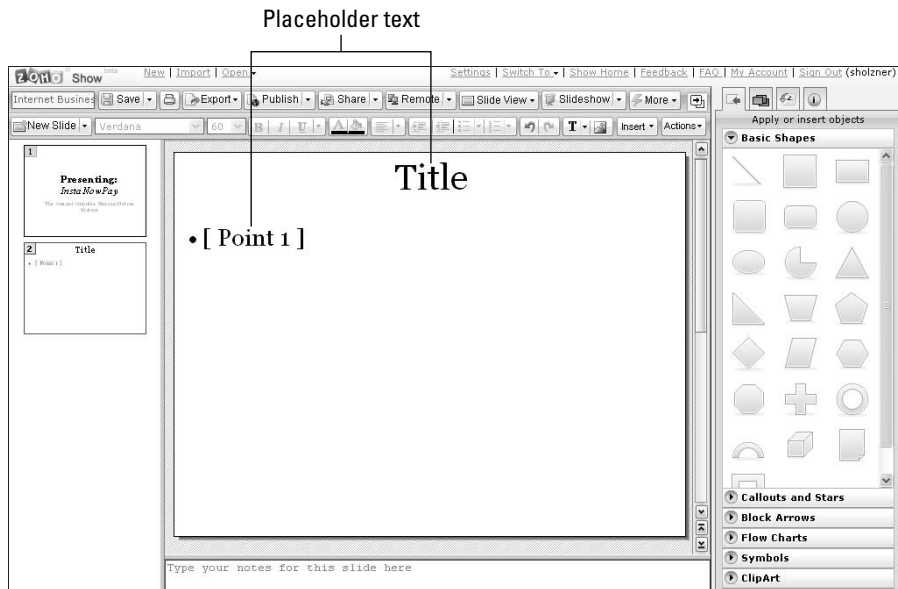 Placeholder text
ZOHO Show beta New | Import | Open Settings | Switch To | Show Home | Feedback | FAQ | My Account | Sign Out (sholzner)
Internet Busines Save Export Publish Share Remote Slide View Slideshow More
New Slide Verdana 60 B I U A T Insert Actions
Apply or insert objects
Basic Shapes
1
Presenting:
InstaNowPay
2 Title
• [ Point 1 ]
Title
• [ Point 1 ]
Type your notes for this slide here
Callouts and Stars
Block Arrows
Flow Charts
Symbols
ClipArt